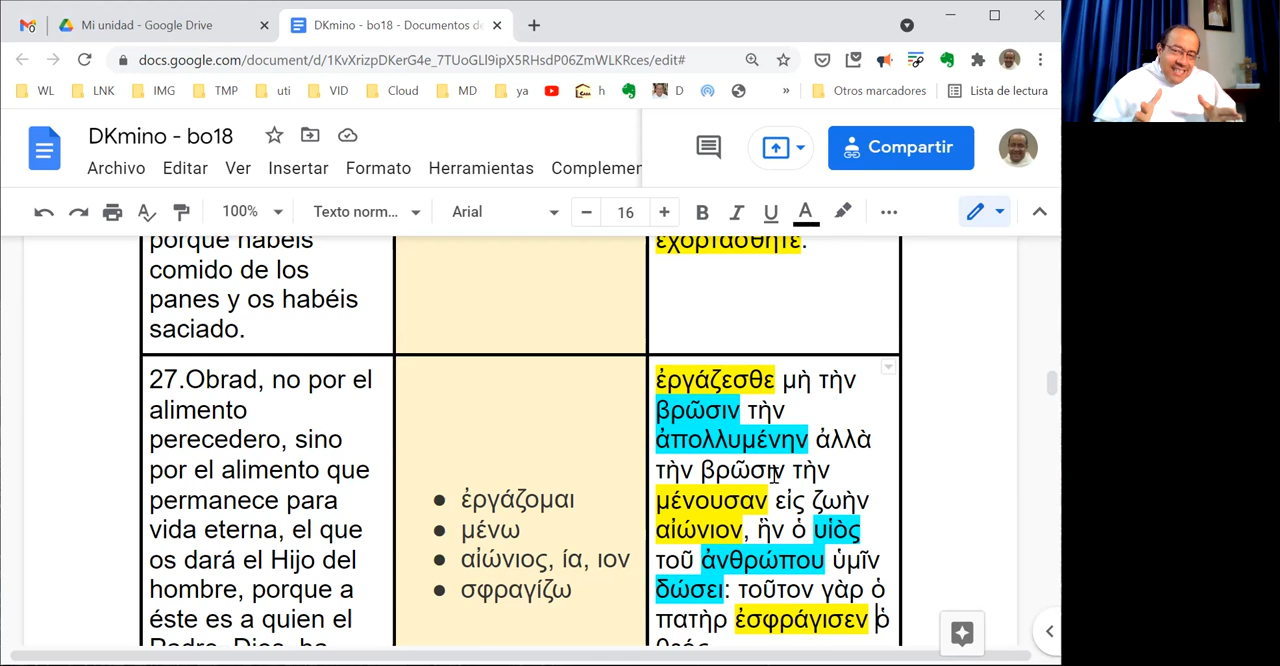 Mi unidad - Google Drive
DKmino - bo18 - Documentos de
docs.google.com/document/d/1KvXrizpDKerG4e_7TUoGLl9ipX5RHsdP06ZmWLKRces/edit#
WL LNK IMG TMP uti VID Cloud MD ya h D » Otros marcadores Lista de lectura
DKmino - bo18
Compartir
Archivo Editar Ver Insertar Formato Herramientas Complemen
100% Texto norm... Arial 16 B I U A
porque habéis
comido de los
panes y os habéis
saciado.
ἐχορτάσθητε.
27.Obrad, no por el
alimento
perecedero, sino
por el alimento que
permanece para
vida eterna, el que
os dará el Hijo del
hombre, porque a
éste es a quien el
Padre, Dios, ha
ἐργάζομαι
μένω
αἰώνιος, ία, ιον
σφραγίζω
ἐργάζεσθε μὴ τὴν
βρῶσιν τὴν
ἀπολλυμένην ἀλλὰ
τὴν βρῶσιν τὴν
μένουσαν εἰς ζωὴν
αἰώνιον, ἣν ὁ υἱὸς
τοῦ ἀνθρώπου ὑμῖν
δώσει: τοῦτον γὰρ ὁ
πατὴρ ἐσφράγισεν ὁ
θεός